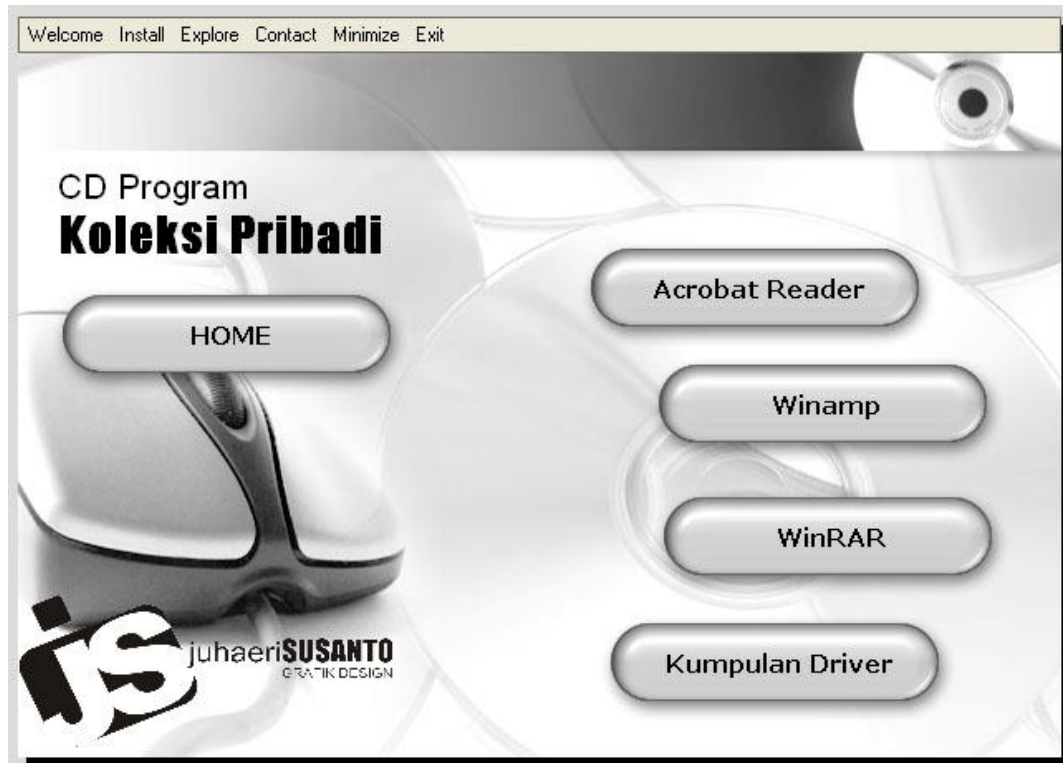 Welcome Install Explore Contact Minimize Exit
CD Program
Koleksi Pribadi
HOME
Acrobat Reader
Winamp
WinRAR
Kumpulan Driver
js
juhaeriSUSANTO
GRAFIK DESIGN